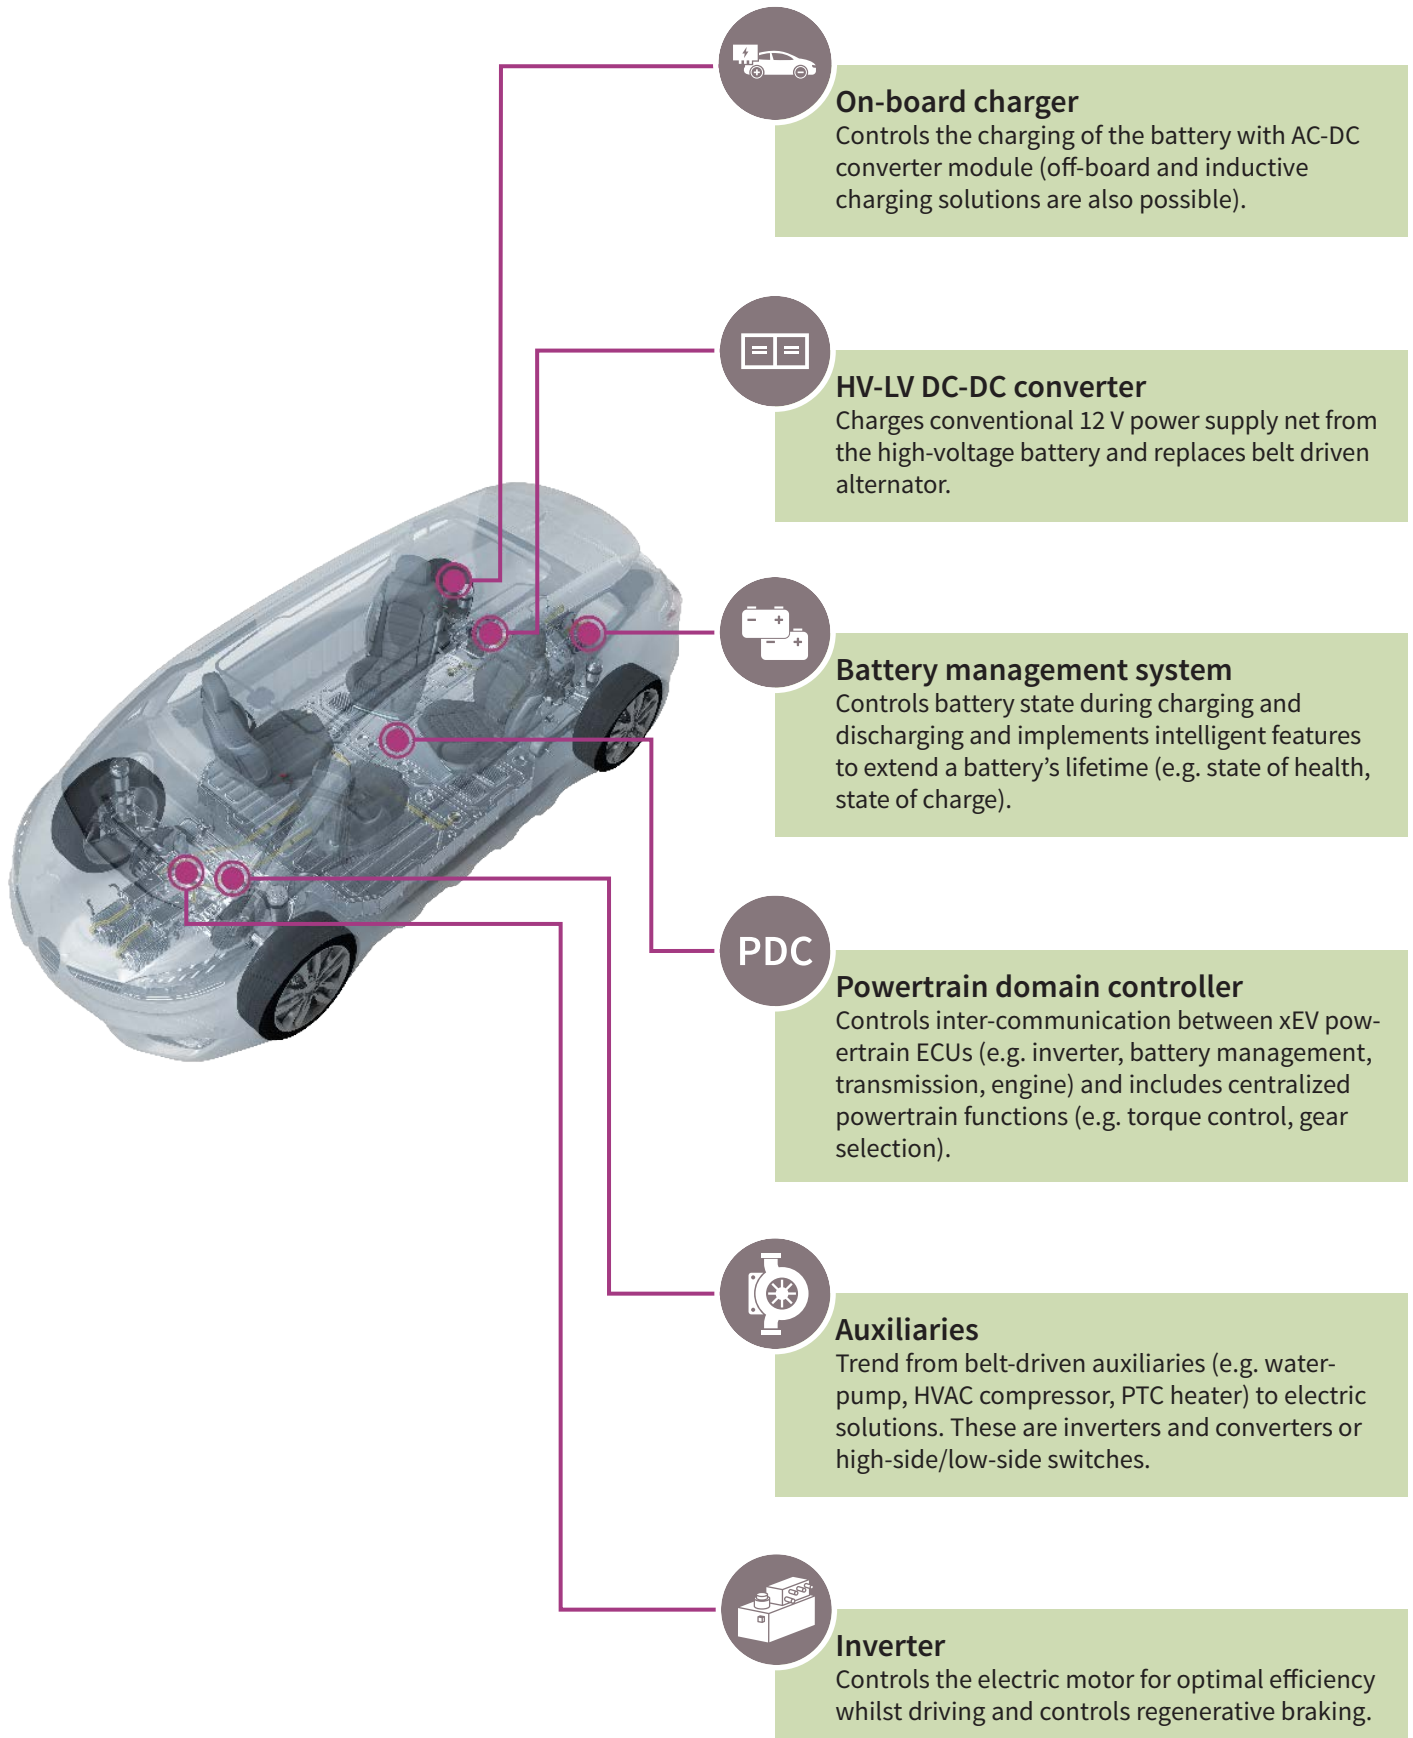 On-board charger
Controls the charging of the battery with AC-DC
converter module (off-board and inductive
charging solutions are also possible).
HV-LV DC-DC converter
Charges conventional 12 V power supply net from
the high-voltage battery and replaces belt driven
alternator.
Battery management system
Controls battery state during charging and
discharging and implements intelligent features
to extend a battery’s lifetime (e.g. state of health,
state of charge).
PDC
Powertrain domain controller
Controls inter-communication between xEV pow-
ertrain ECUs (e.g. inverter, battery management,
transmission, engine) and includes centralized
powertrain functions (e.g. torque control, gear
selection).
Auxiliaries
Trend from belt-driven auxiliaries (e.g. water-
pump, HVAC compressor, PTC heater) to electric
solutions. These are inverters and converters or
high-side/low-side switches.
Inverter
Controls the electric motor for optimal efficiency
whilst driving and controls regenerative braking.